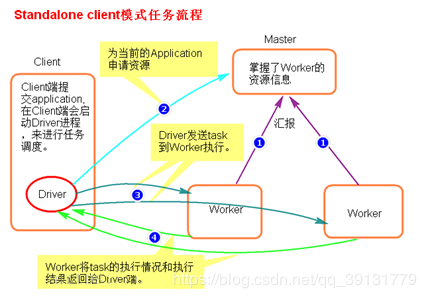 Standalone client模式任务流程
Client
Master
为当前的Application
申请资源
掌握了Worker的
资源信息
Client端提
交application,
在Client端会启
动Driver进程
，来进行任务
调度。
2
1
汇报
1
Driver发送task
到Worker执行。
Driver
3
Worker
Worker
4
Worker将task的执行情况和执行
结果返回给Driver端。
https://blog.csdn.net/qq_39131779